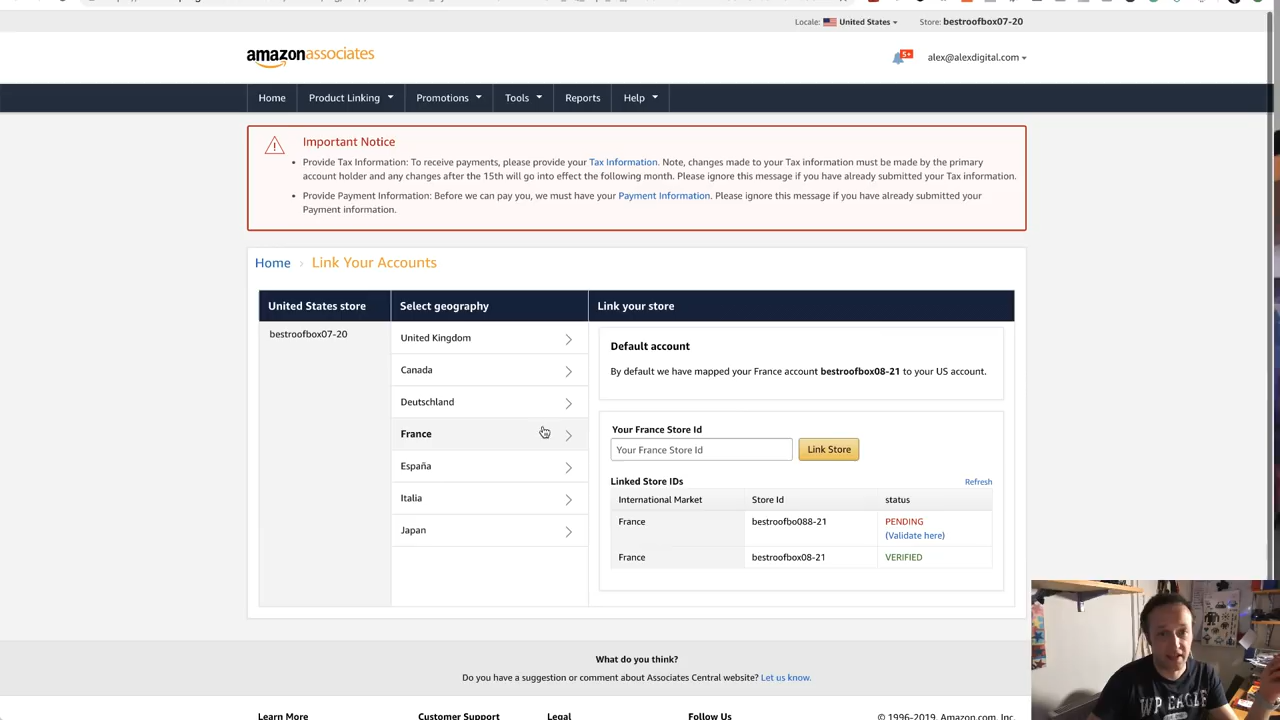 Locale: United States Store: bestroofbox07-20
amazonassociates
5+
alex@alexdigital.com
Home Product Linking Promotions Tools Reports Help
Important Notice
• Provide Tax Information: To receive payments, please provide your Tax Information. Note, changes made to your Tax information must be made by the primary
account holder and any changes after the 15th will go into effect the following month. Please ignore this message if you have already submitted your Tax information.
• Provide Payment Information: Before we can pay you, we must have your Payment Information. Please ignore this message if you have already submitted your
Payment information.
Home › Link Your Accounts
United States store Select geography Link your store
bestroofbox07-20
United Kingdom
Canada
Deutschland
France
España
Italia
Japan
Default account
By default we have mapped your France account bestroofbox08-21 to your US account.
Your France Store Id
Your France Store Id Link Store
Linked Store IDs Refresh
International Market Store Id status
France bestroofbo088-21 PENDING
(Validate here)
France bestroofbox08-21 VERIFIED
What do you think?
Do you have a suggestion or comment about Associates Central website? Let us know.
Learn More Customer Support Legal Follow Us © 1996-2019, Amazon.com, Inc.
WP EAGLE